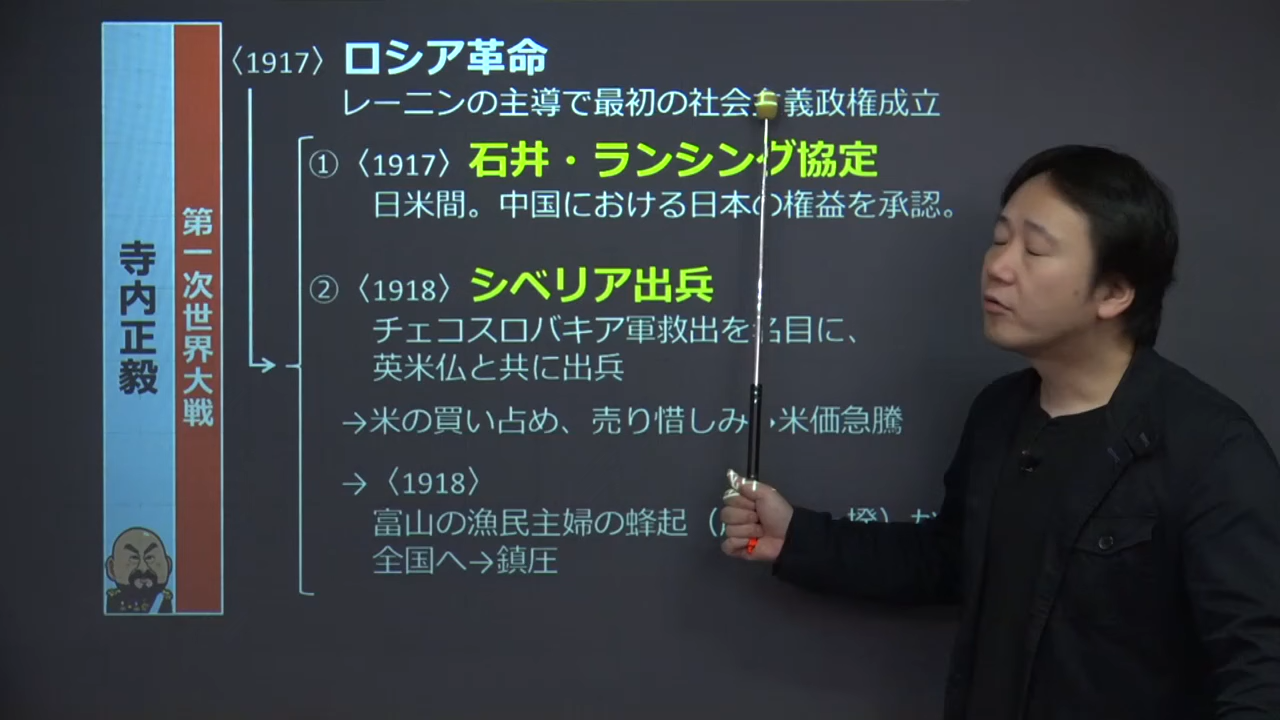 寺内正毅
第一次世界大戦
〈1917〉ロシア革命
レーニンの主導で最初の社会主義政権成立
① 〈1917〉石井・ランシング協定
日米間。中国における日本の権益を承認。
② 〈1918〉シベリア出兵
チェコスロバキア軍救出を名目に、
英米仏と共に出兵
→米の買い占め、売り惜しみ→米価急騰
→〈1918〉
富山の漁民主婦の蜂起（
全国へ→鎮圧